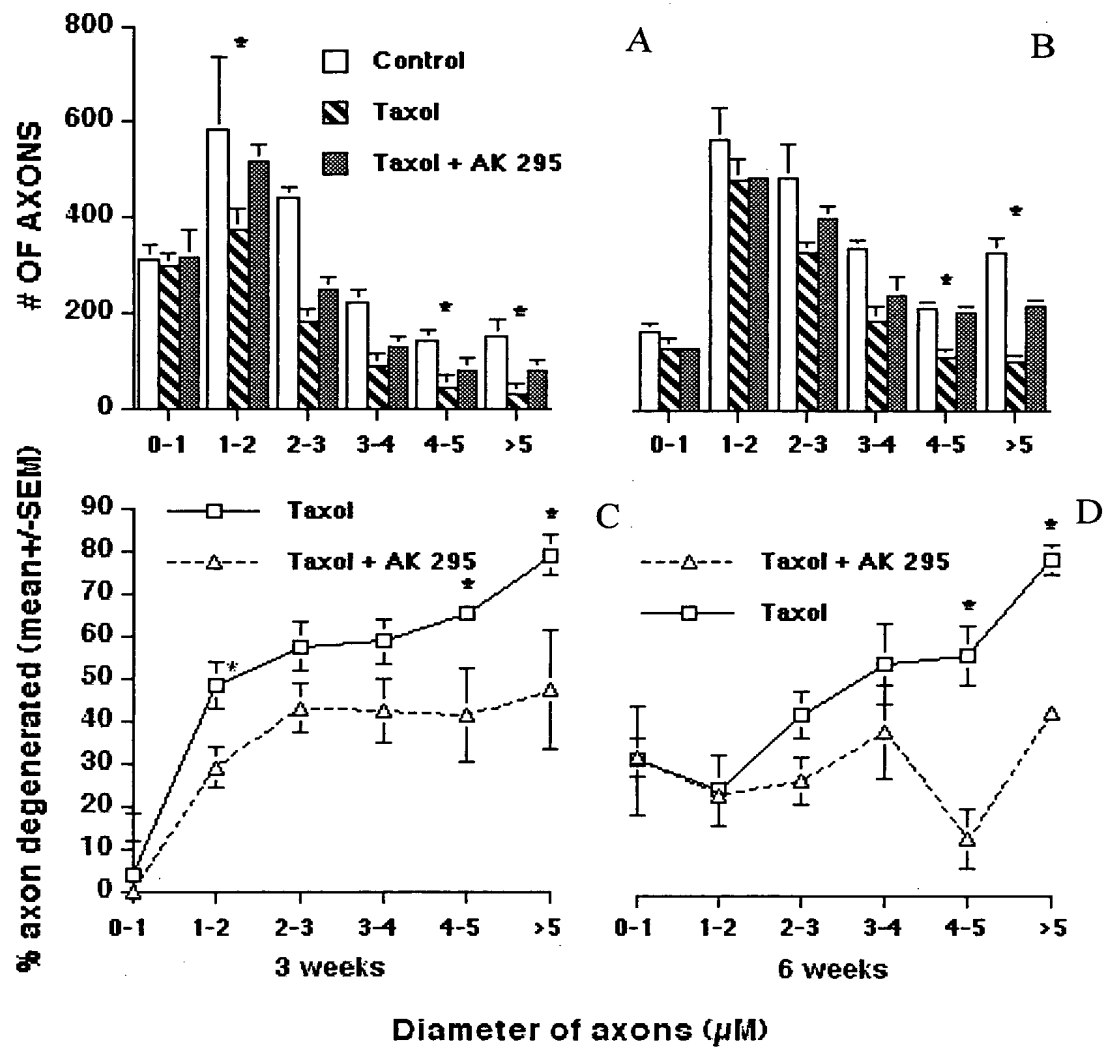 800
600
400
200
0
# OF AXONS
*
Control
Taxol
Taxol + AK 295
*
*
A
0-1 1-2 2-3 3-4 4-5 >5
B
*
*
0-1 1-2 2-3 3-4 4-5 >5
90
80
70
60
50
40
30
20
10
0
% axon degenerated (mean+/-SEM)
Taxol
Taxol + AK 295
*
*
*
C
0-1 1-2 2-3 3-4 4-5 >5
3 weeks
D
Taxol + AK 295
Taxol
*
*
0-1 1-2 2-3 3-4 4-5 >5
6 weeks
Diameter of axons (µM)